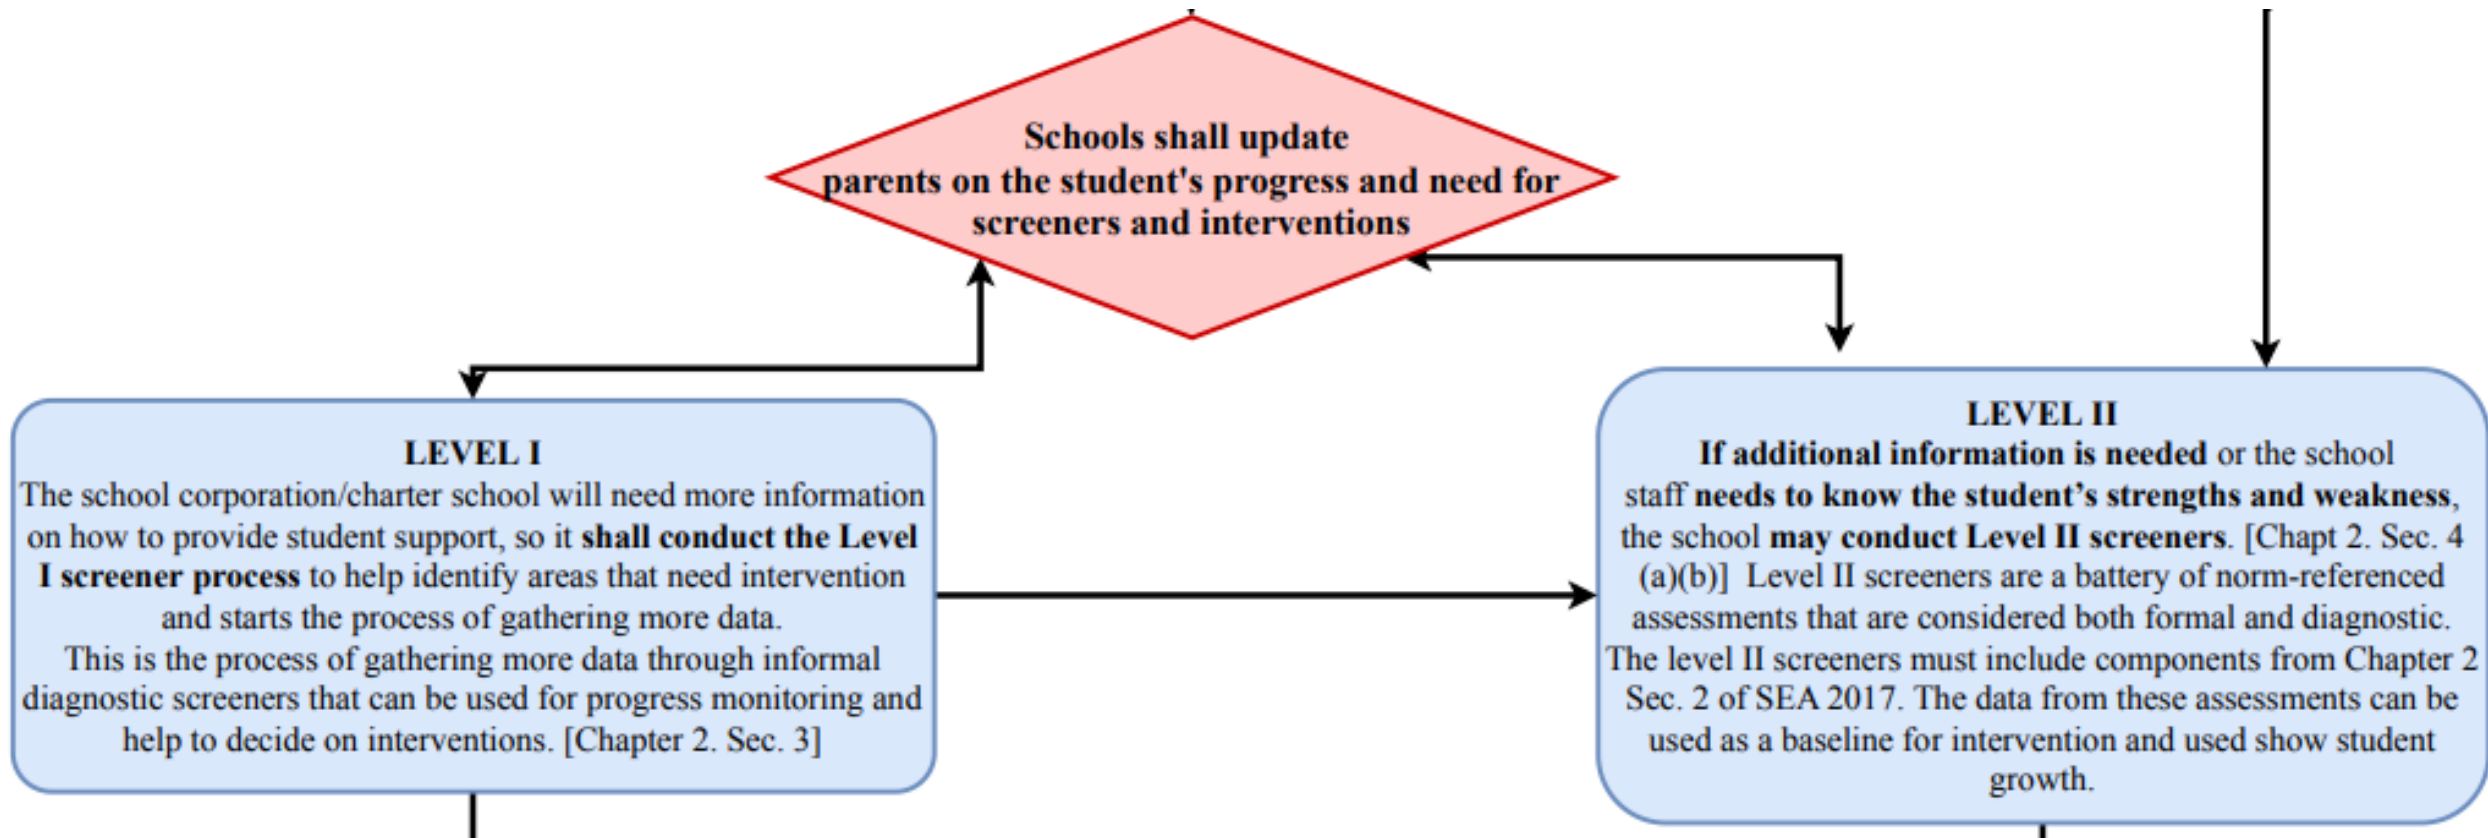 Schools shall update
parents on the student's progress and need for
screeners and interventions
LEVEL I
The school corporation/charter school will need more information
on how to provide student support, so it shall conduct the Level
I screener process to help identify areas that need intervention
and starts the process of gathering more data.
This is the process of gathering more data through informal
diagnostic screeners that can be used for progress monitoring and
help to decide on interventions. [Chapter 2. Sec. 3]
LEVEL II
If additional information is needed or the school
staff needs to know the student’s strengths and weakness,
the school may conduct Level II screeners. [Chapt 2. Sec. 4
(a)(b)] Level II screeners are a battery of norm-referenced
assessments that are considered both formal and diagnostic.
The level II screeners must include components from Chapter 2
Sec. 2 of SEA 2017. The data from these assessments can be
used as a baseline for intervention and used show student
growth.